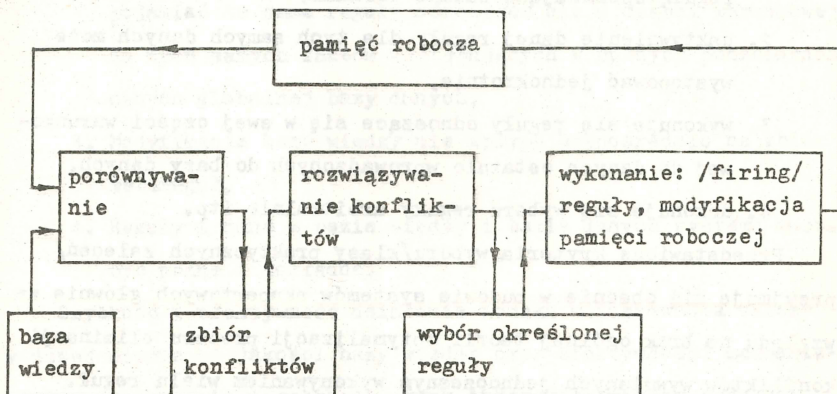 pamięć robocza
porównywa-
nie
rozwiązywa-
nie konflik-
tów
wykonanie: /firing/
reguły, modyfikacja
pamięci roboczej
baza
wiedzy
zbiór
konfliktów
wybór określonej
reguły